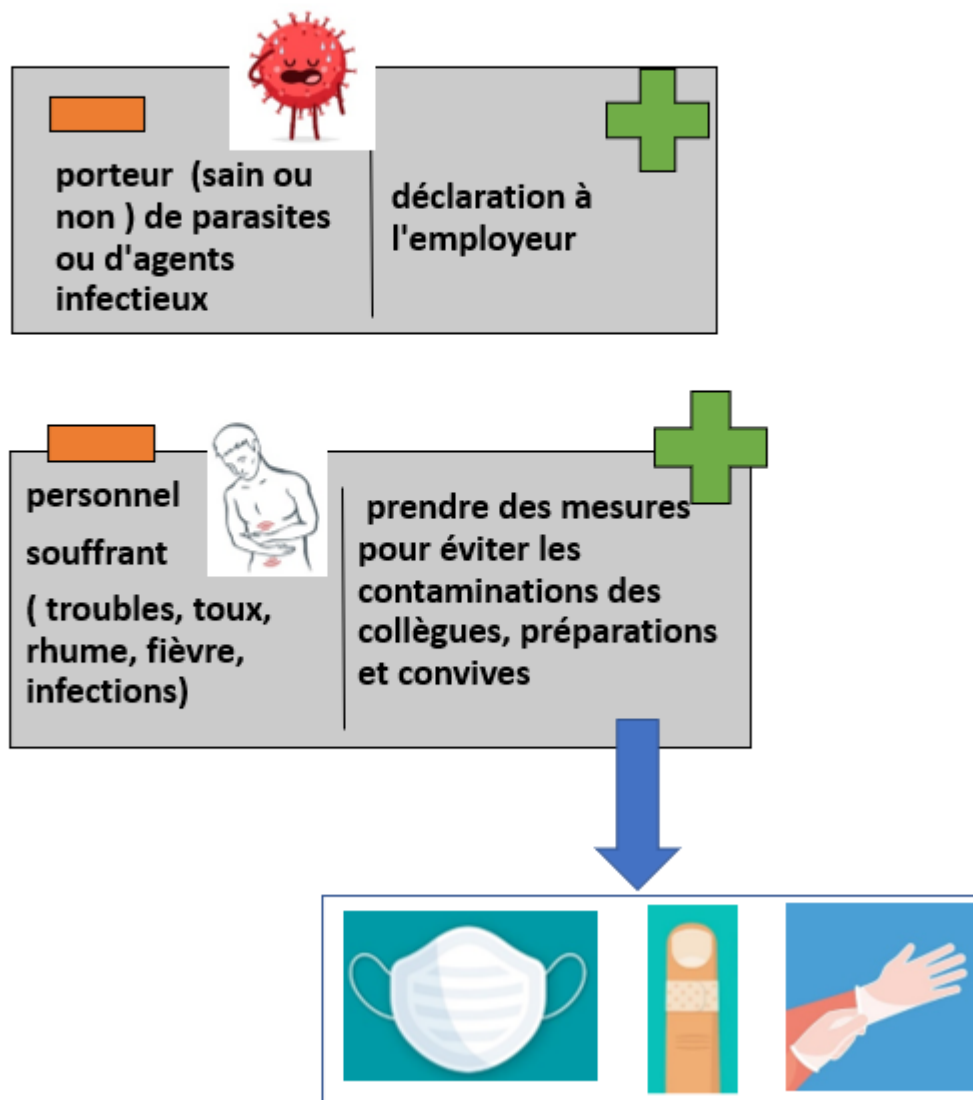 porteur (sain ou
non ) de parasites
ou d'agents
infectieux
déclaration à
l'employeur
personnel
souffrant
( troubles, toux,
rhume, fièvre,
infections)
prendre des mesures
pour éviter les
contaminations des
collègues, préparations
et convives